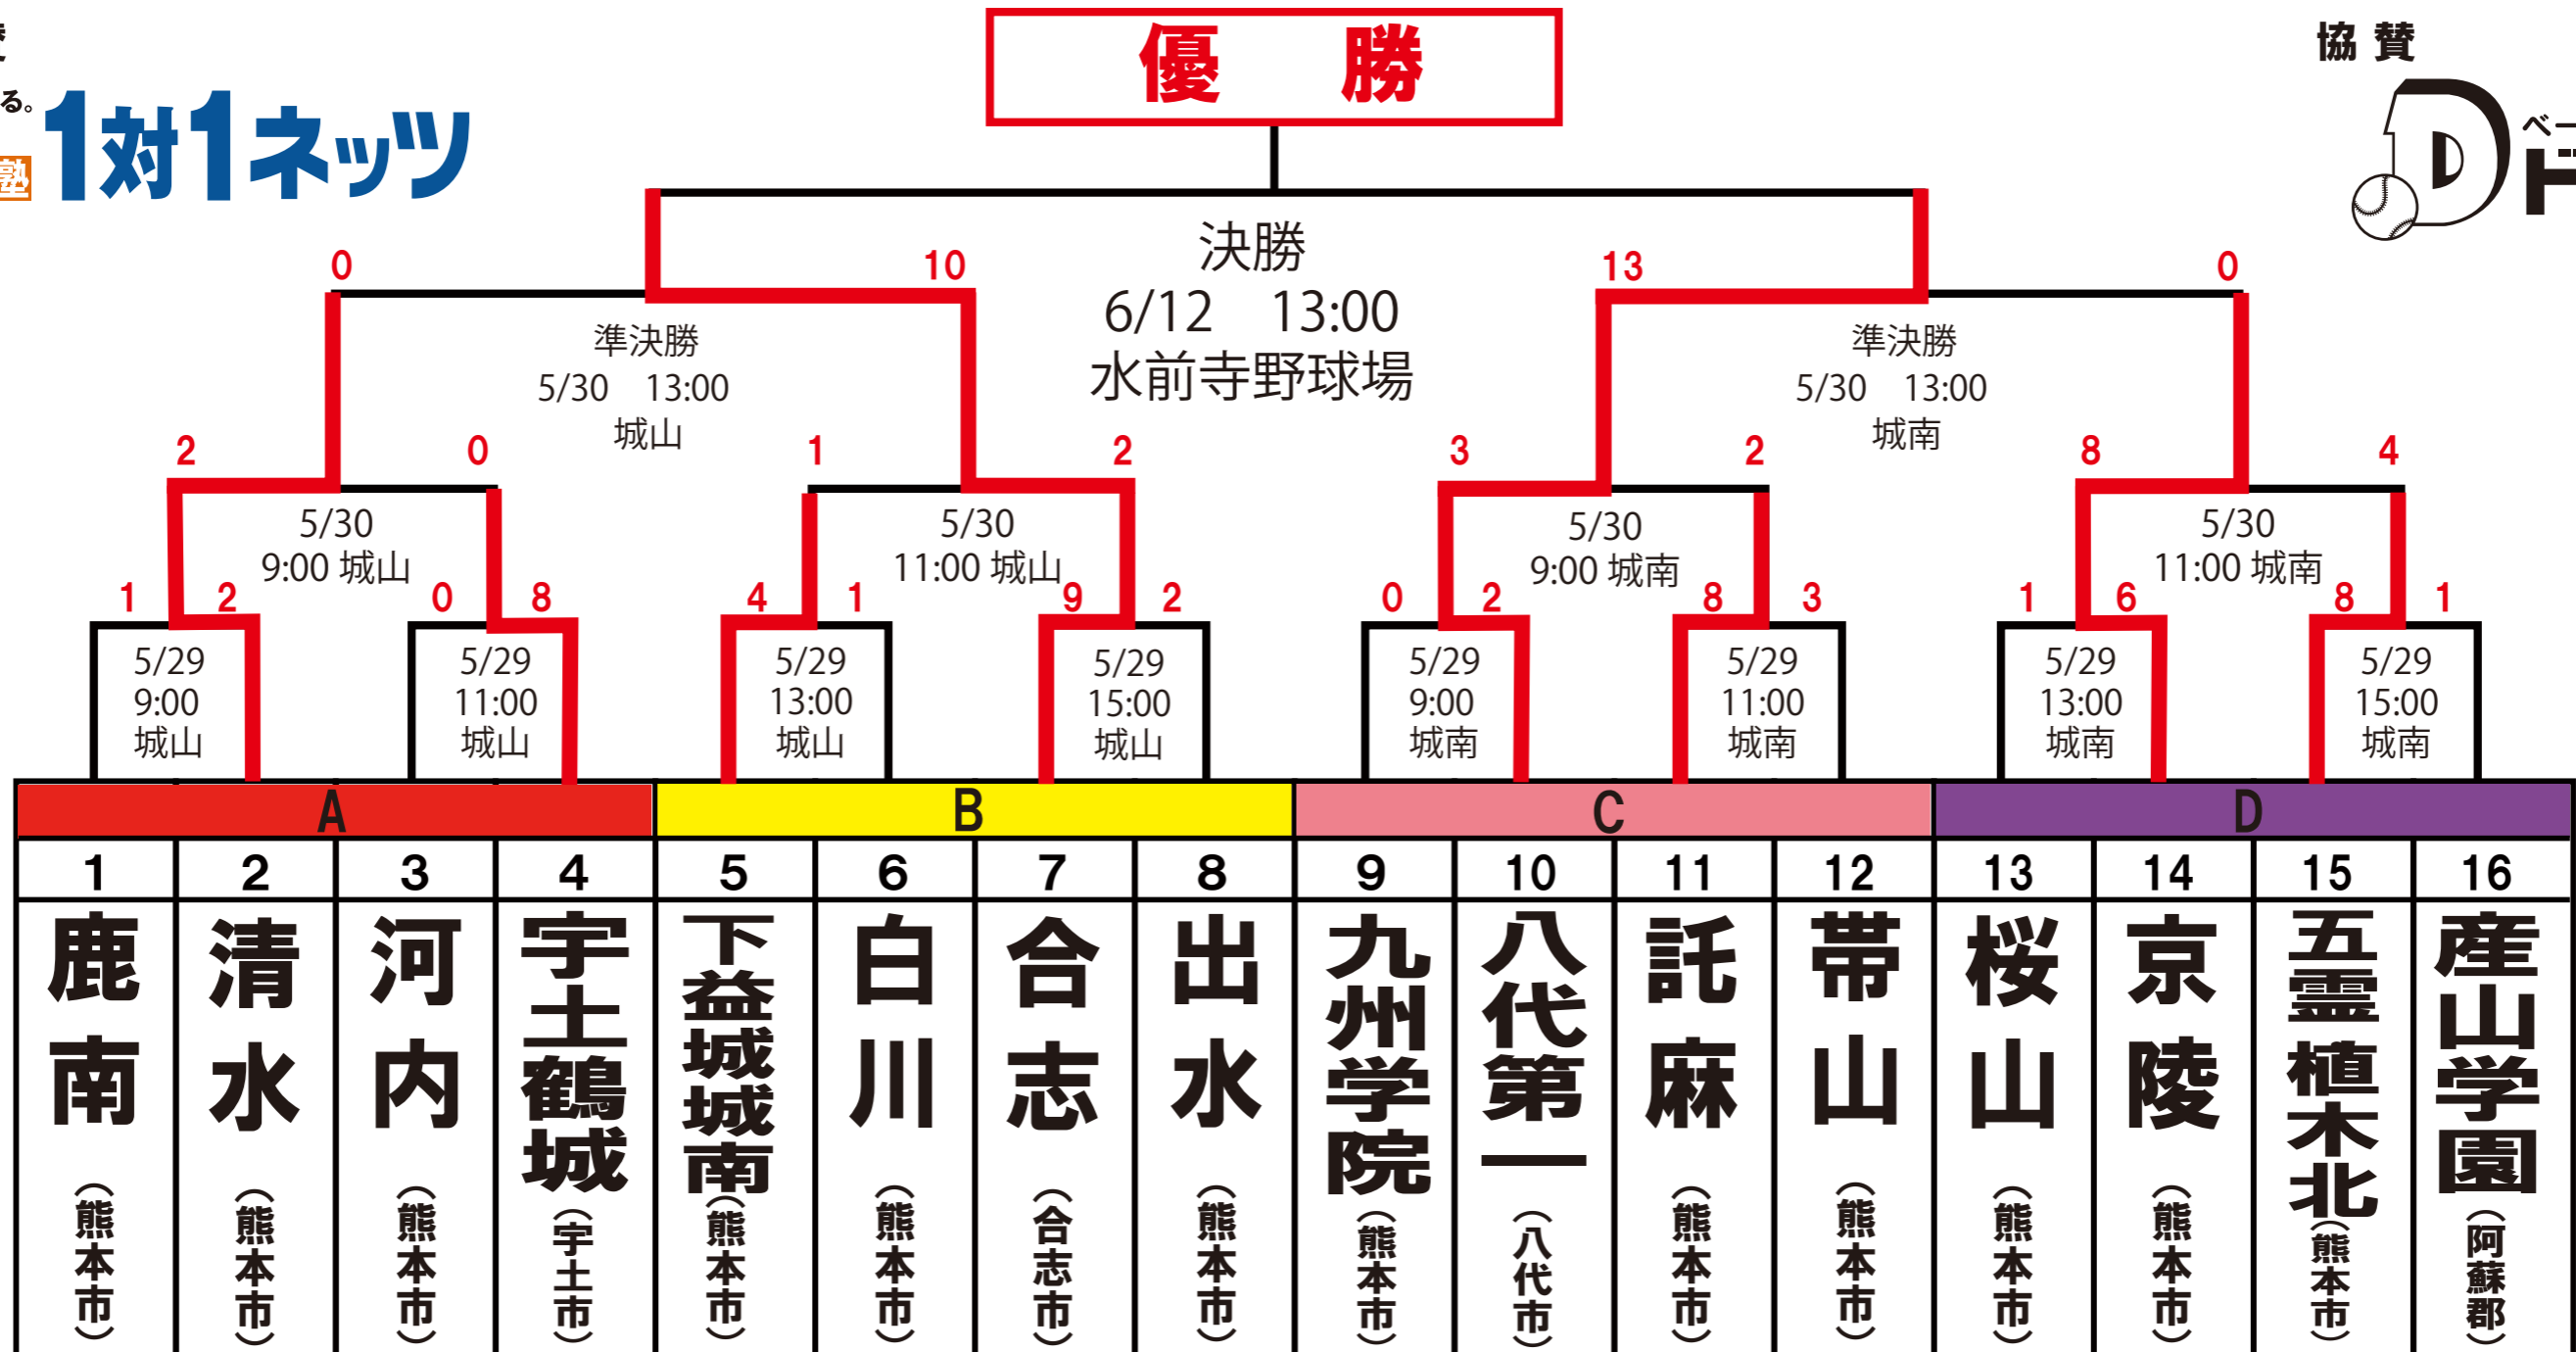 優 勝
協 賛
る。
塾
1対1ネッツ
D
ベー
0 10 13 0
決勝
6/12 13:00
水前寺野球場
準決勝
5/30 13:00
城山
準決勝
5/30 13:00
城南
2 0 1 2 3 2 8 4
5/30
9:00 城山
5/30
11:00 城山
5/30
9:00 城南
5/30
11:00 城南
1 2 0 8 4 1 9 2 0 2 8 3 1 6 8 1
5/29
9:00
城山
5/29
11:00
城山
5/29
13:00
城山
5/29
15:00
城山
5/29
9:00
城南
5/29
11:00
城南
5/29
13:00
城南
5/29
15:00
城南
A B C D
1 2 3 4 5 6 7 8 9 10 11 12 13 14 15 16
鹿南(熊本市)
清水(熊本市)
河内(熊本市)
宇土鶴城(宇土市)
下益城城南(熊本市)
白川(熊本市)
合志(合志市)
出水(熊本市)
九州学院(熊本市)
八代第一(八代市)
託麻(熊本市)
帯山(熊本市)
桜山(熊本市)
京陵(熊本市)
五霊植木北(熊本市)
産山学園(阿蘇郡)